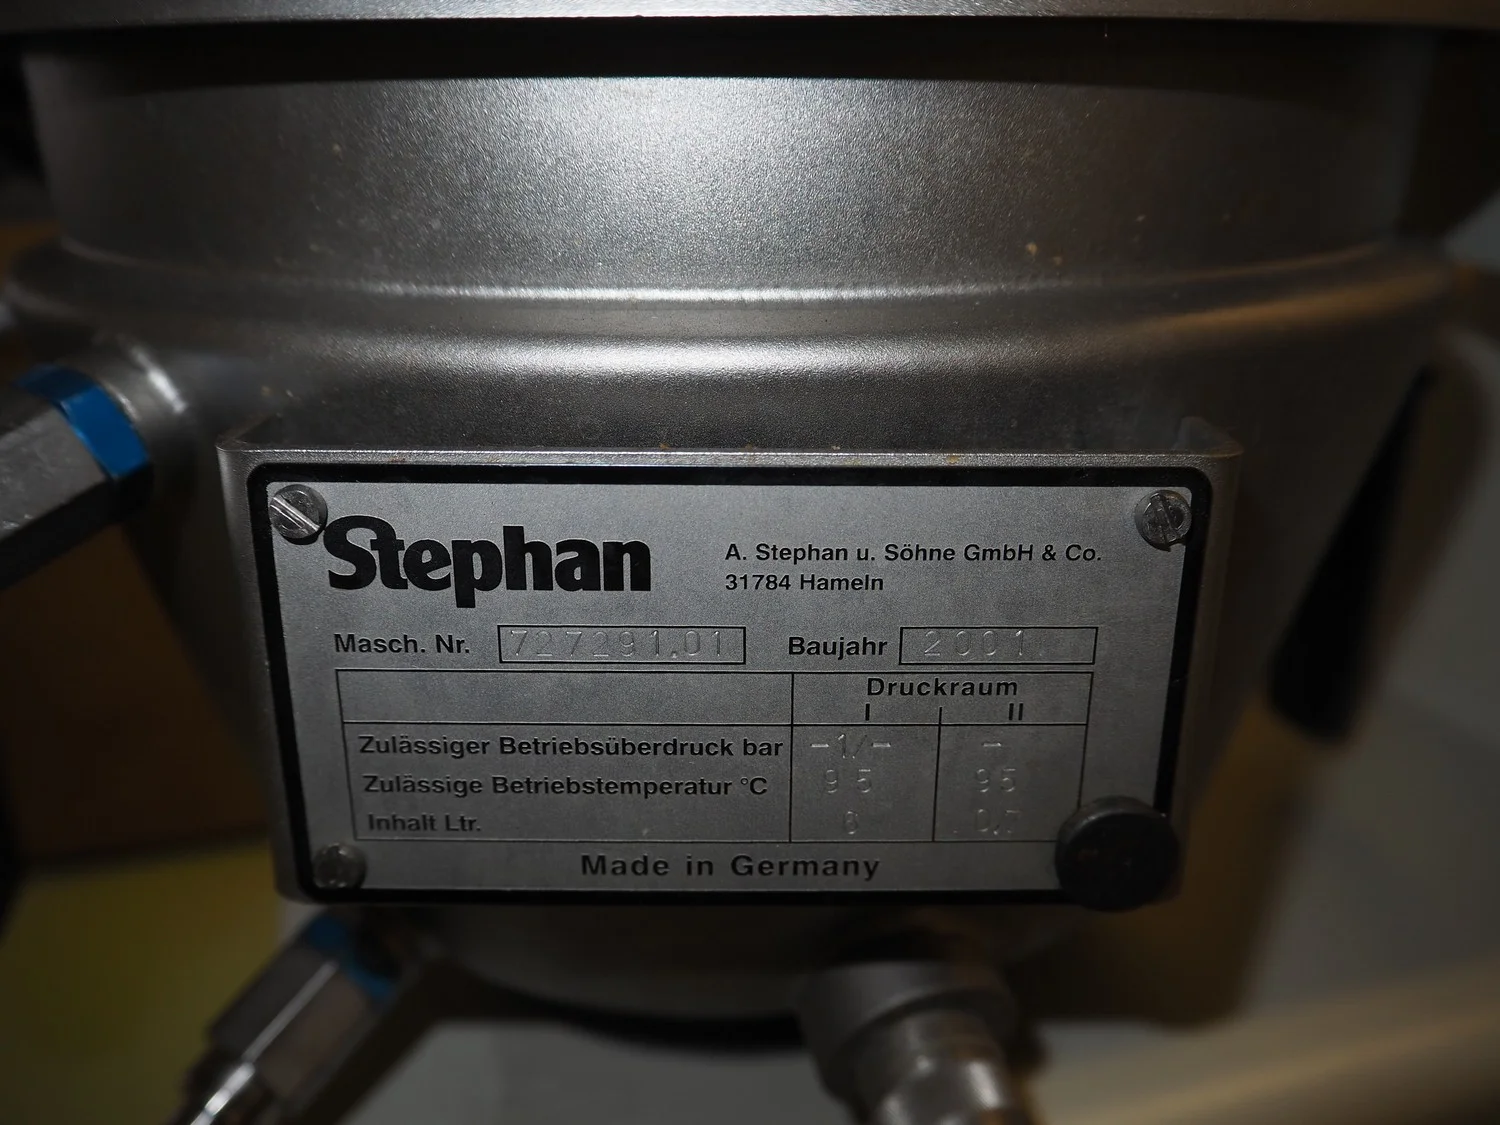 Stephan
A. Stephan u. Söhne GmbH & Co.
31784 Hameln
Masch. Nr. 727291.01 Baujahr 2001
Druckraum
I II
Zulässiger Betriebsüberdruck bar -1/- -
Zulässige Betriebstemperatur °C 95 95
Inhalt Ltr.
Made in Germany